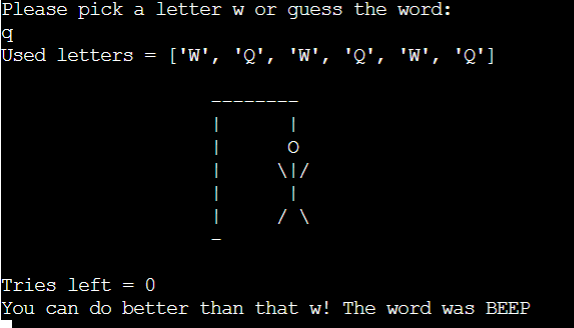 Please pick a letter w or guess the word:
q
Used letters = ['W', 'Q', 'W', 'Q', 'W', 'Q']
Tries left = 0
You can do better than that w! The word was BEEP